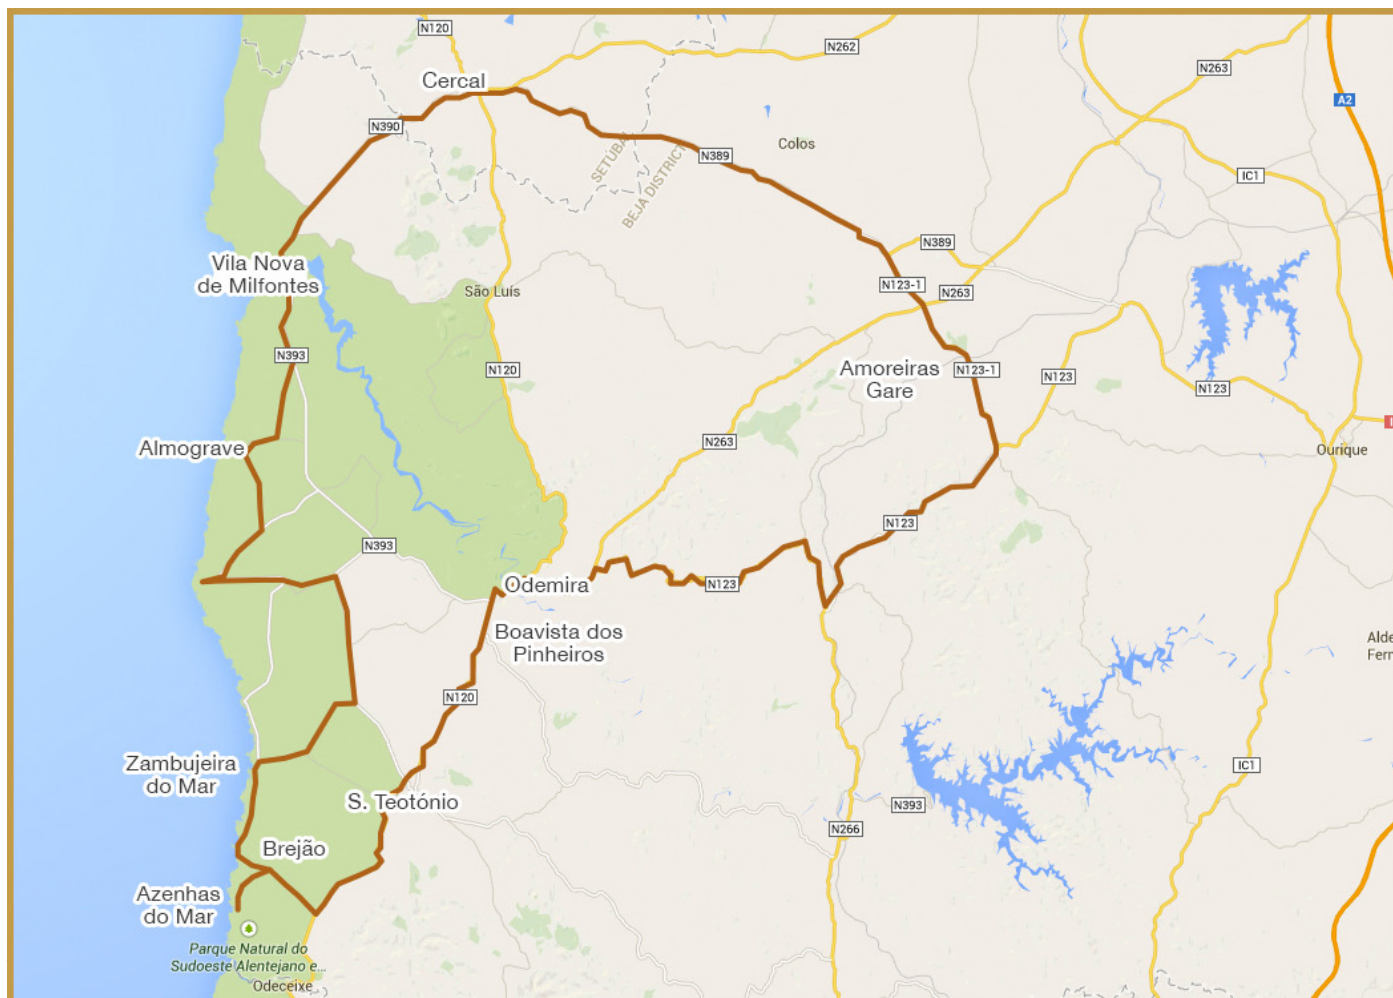 N120
N262
N263
Cercal
A2
N390
SETÚBAL
BEJA DISTRICT
N389
Colos
IC1
N389
Vila Nova
de Milfontes
São Luís
N123-1
N263
N393
N120
Amoreiras
Gare
N123-1
N123
N123
Almograve
N263
Ourique
N123
N393
Odemira
N123
Boavista dos
Pinheiros
Alde
Fern
N120
Zambujeira
do Mar
IC1
S. Teotónio
N393
N266
Brejão
Azenhas
do Mar
Parque Natural do
Sudoeste Alentejano e...
Odeceixe